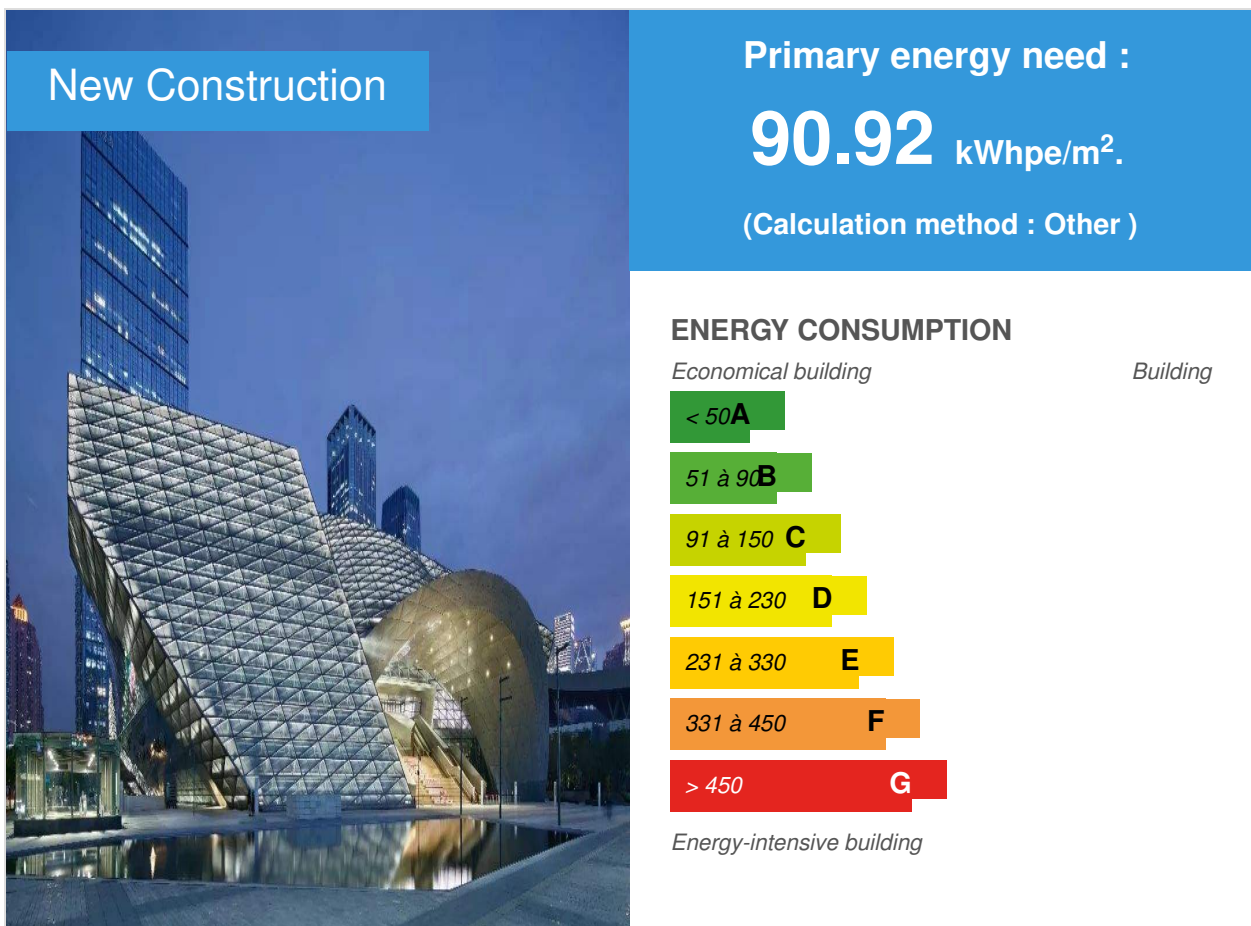 New Construction
Primary energy need :
90.92 kWhpe/m².
(Calculation method : Other )
ENERGY CONSUMPTION
Economical building
Building
< 50 A
51 à 90 B
91 à 150 C
151 à 230 D
231 à 330 E
331 à 450 F
> 450 G
Energy-intensive building